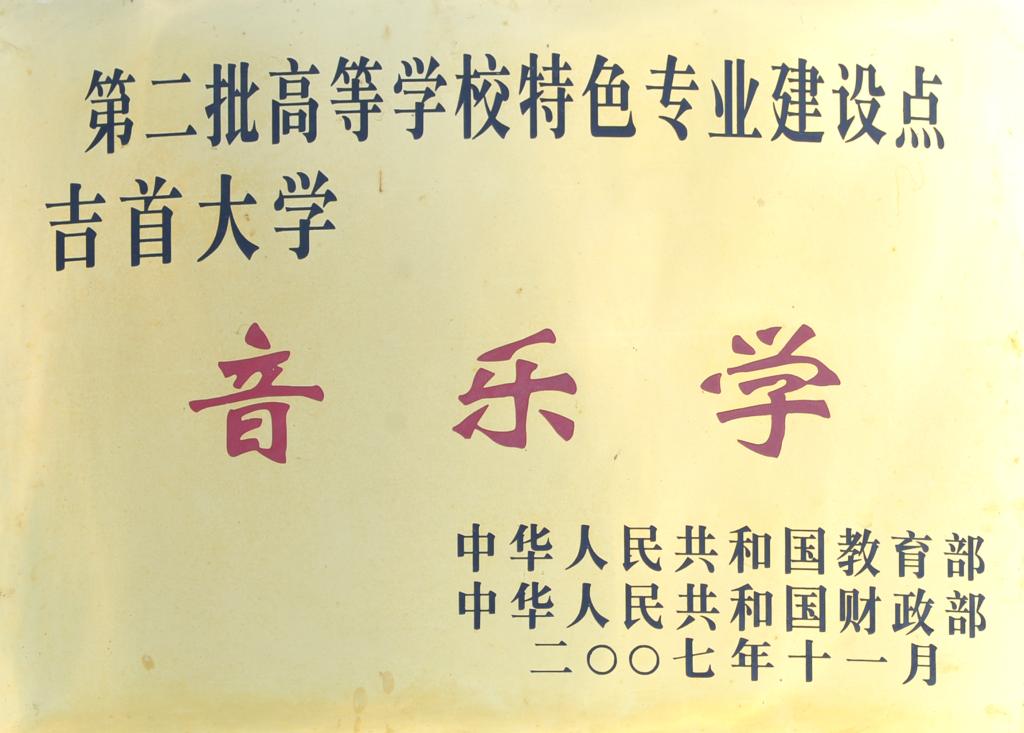 第二批高等学校特色专业建设点
吉首大学
音乐学
中华人民共和国教育部
中华人民共和国财政部
二〇〇七年十一月